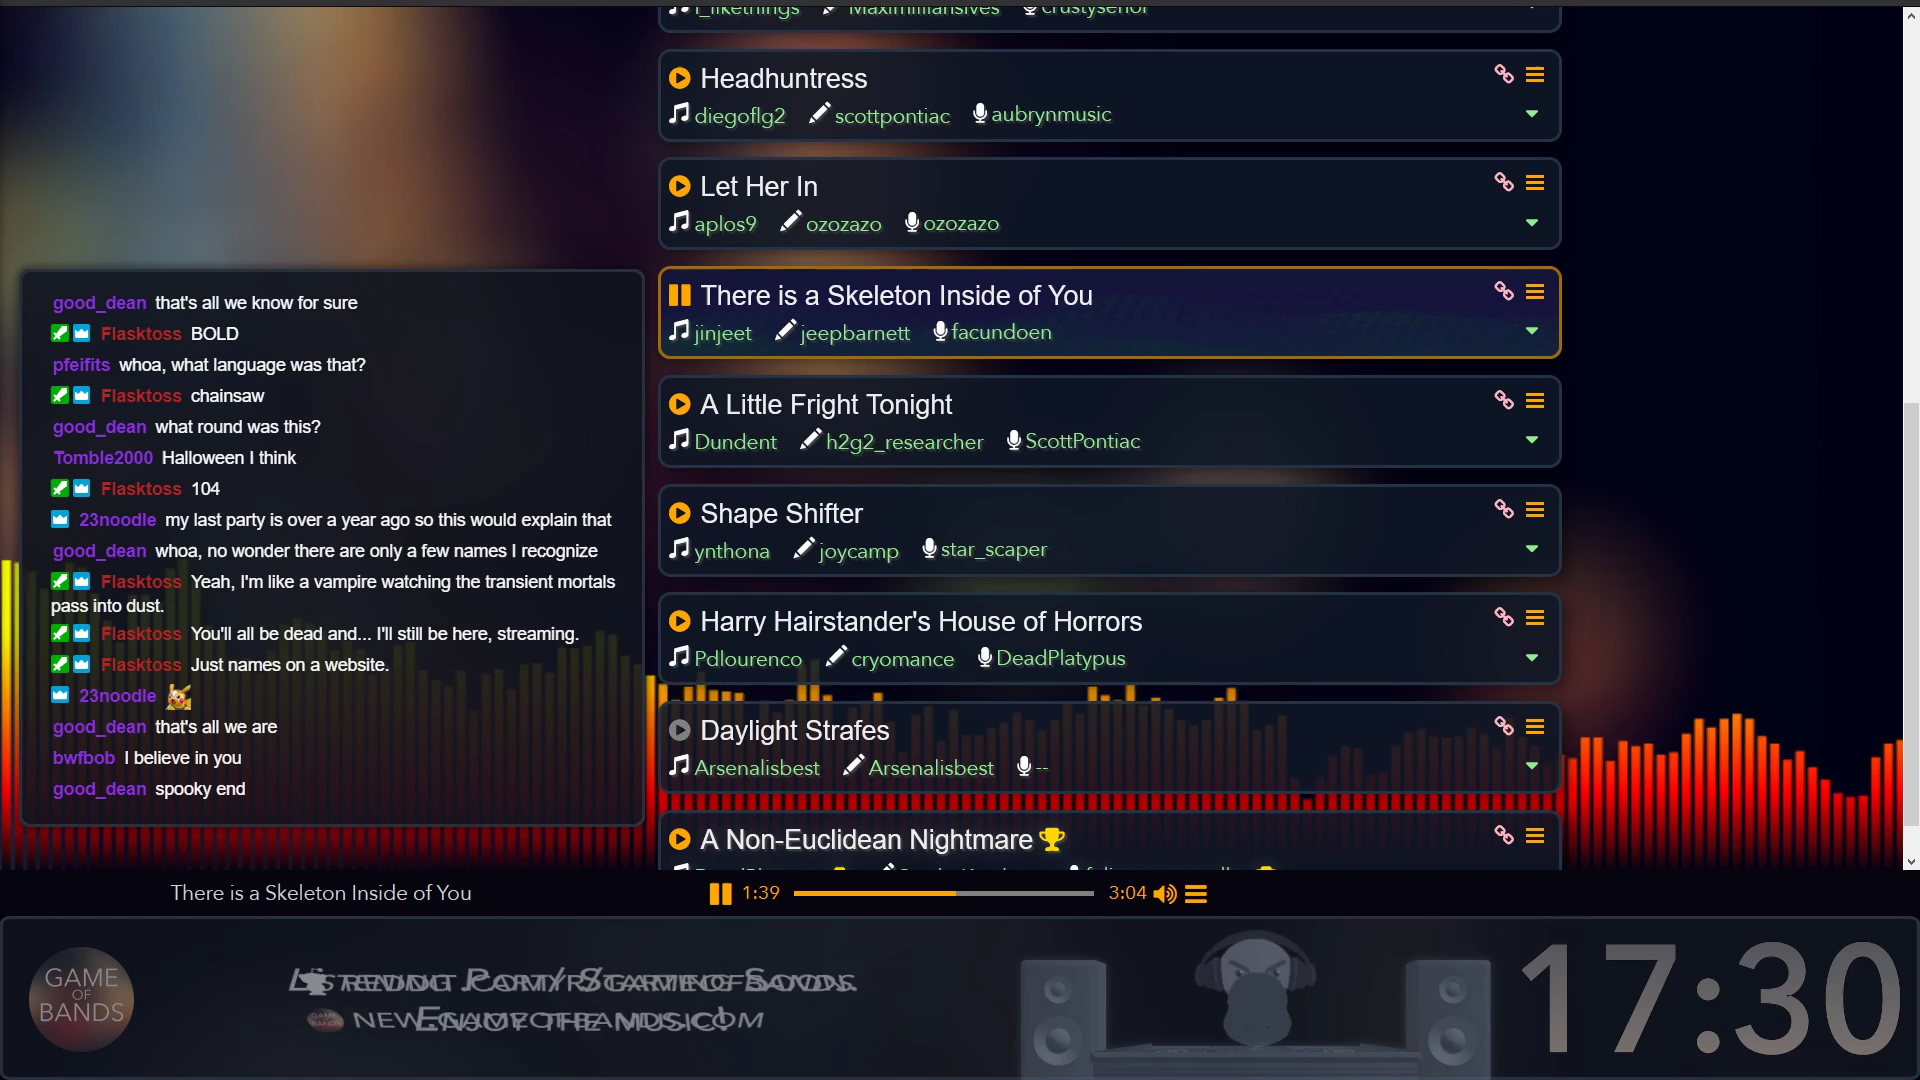 Headhuntress
diegoflg2 scottpontiac aubrynmusic
Let Her In
aplos9 ozozazo ozozazo
There is a Skeleton Inside of You
jinjeet jeepbarnett facundoen
A Little Fright Tonight
Dundent h2g2_researcher ScottPontiac
Shape Shifter
ynthona joycamp star_scaper
Harry Hairstander's House of Horrors
Pdlourenco cryomance DeadPlatypus
Daylight Strafes
Arsenalisbest Arsenalisbest --
A Non-Euclidean Nightmare
good_dean that's all we know for sure
Flasktoss BOLD
pfeifits whoa, what language was that?
Flasktoss chainsaw
good_dean what round was this?
Tomble2000 Halloween I think
Flasktoss 104
23noodle my last party is over a year ago so this would explain that
good_dean whoa, no wonder there are only a few names I recognize
Flasktoss Yeah, I'm like a vampire watching the transient mortals
pass into dust.
Flasktoss You'll all be dead and... I'll still be here, streaming.
Flasktoss Just names on a website.
23noodle
good_dean that's all we are
bwfbob I believe in you
good_dean spooky end
There is a Skeleton Inside of You 1:39 3:04
GAME
OF
BANDS
17:30